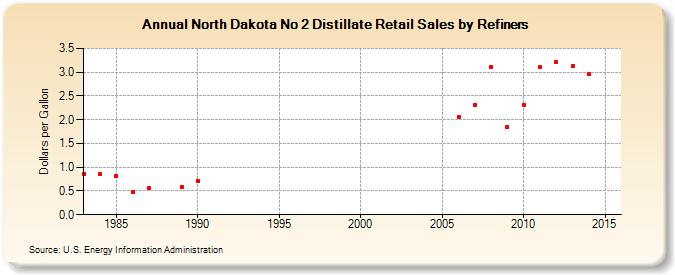 Annual North Dakota No 2 Distillate Retail Sales by Refiners
Dollars per Gallon
3.5
3.0
2.5
2.0
1.5
1.0
0.5
0.0
1985 1990 1995 2000 2005 2010 2015
Source: U.S. Energy Information Administration